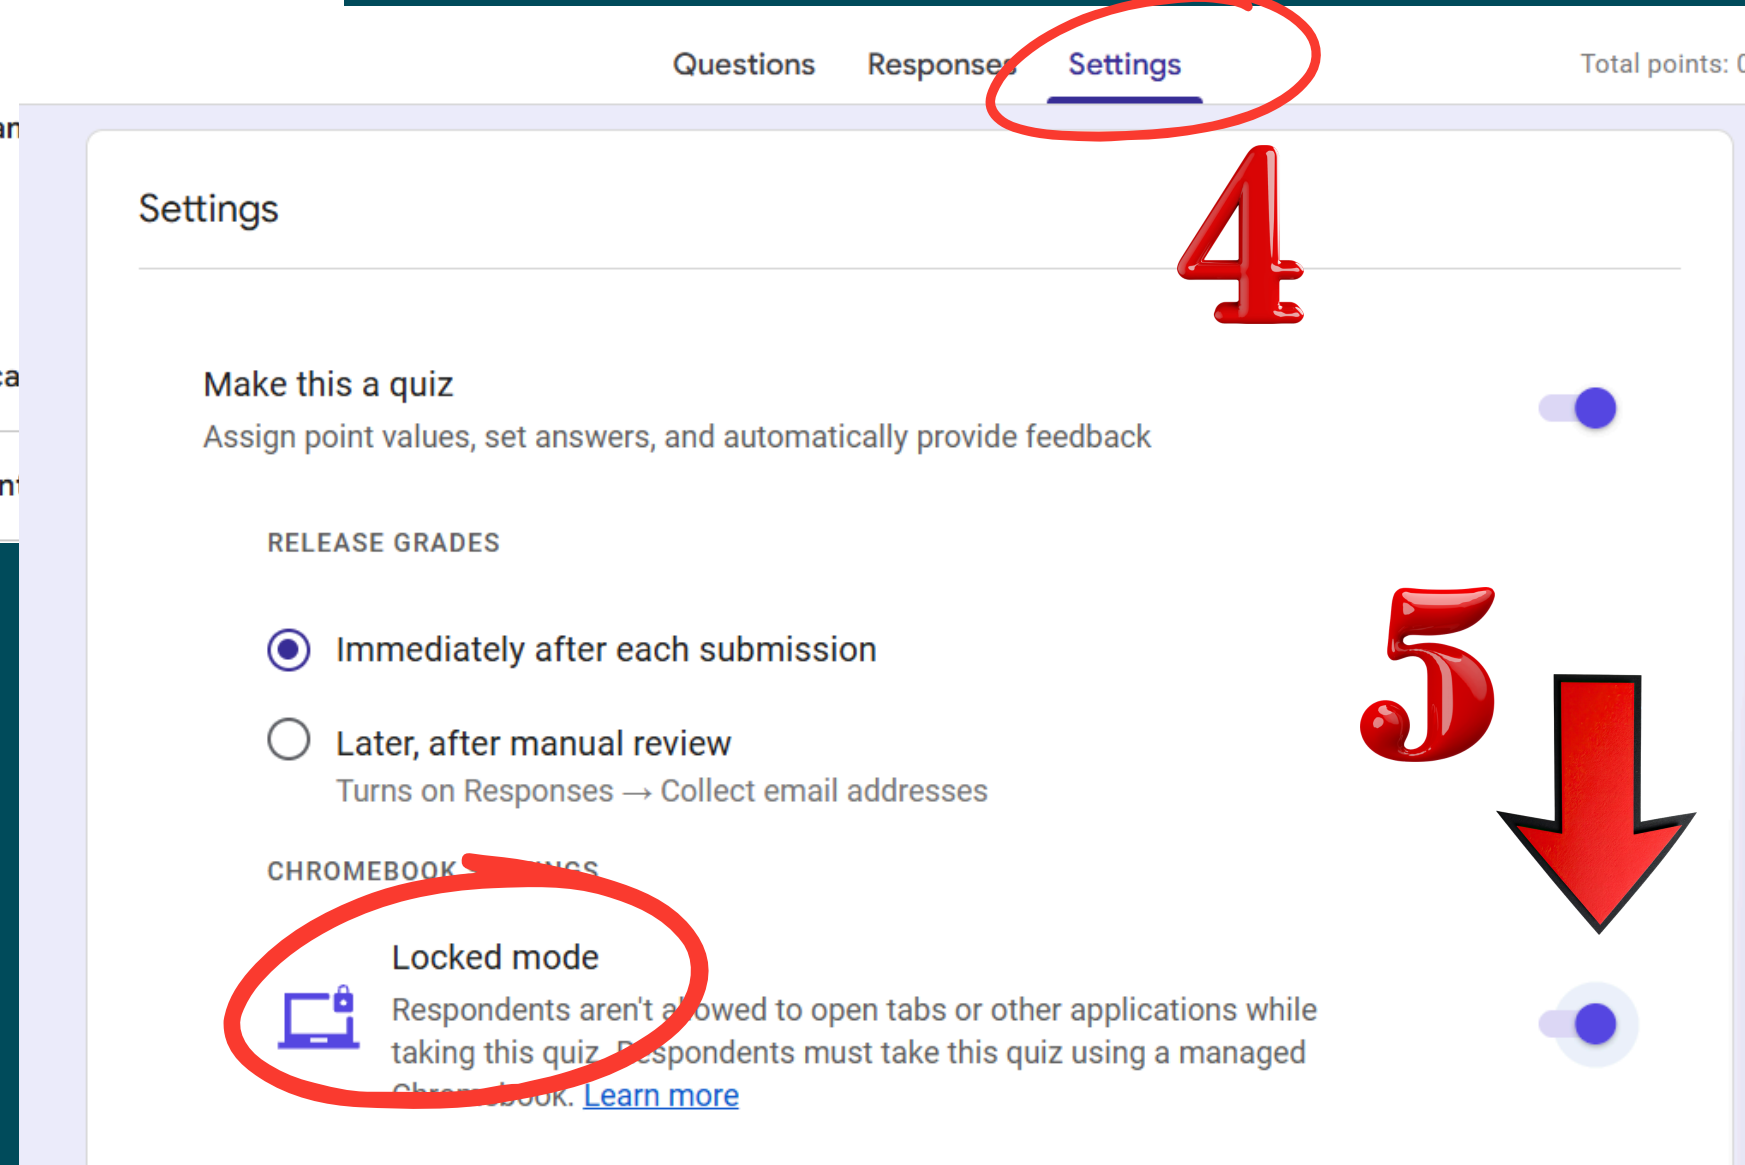 Questions Responses Settings Total points:
Settings
4
Make this a quiz
Assign point values, set answers, and automatically provide feedback
RELEASE GRADES
Immediately after each submission
5
Later, after manual review
Turns on Responses → Collect email addresses
CHROMEBOOK
Locked mode
Respondents aren't allowed to open tabs or other applications while
taking this quiz. Respondents must take this quiz using a managed
Chromebook. Learn more